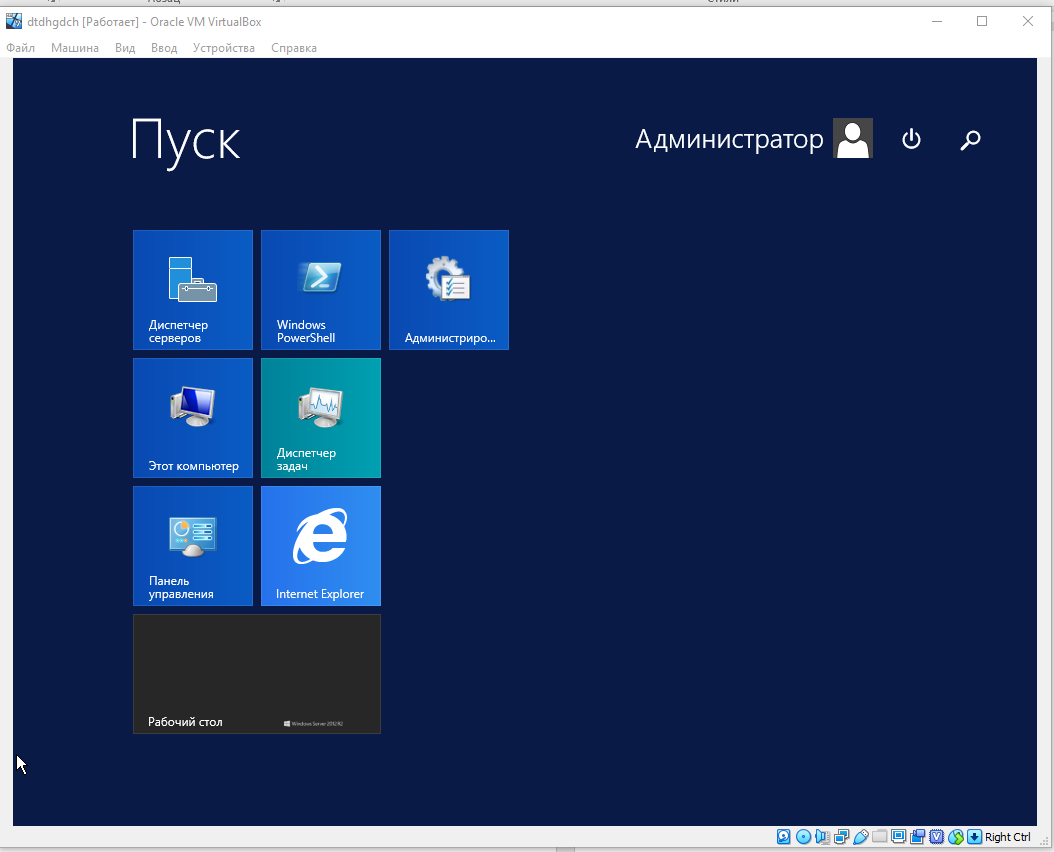 dtdhgdch [Работает] - Oracle VM VirtualBox
Файл Машина Вид Ввод Устройства Справка
Пуск
Администратор
Диспетчер
серверов
Windows
PowerShell
Администриро...
Этот компьютер
Диспетчер
задач
Панель
управления
Internet Explorer
Рабочий стол
Windows Server 2012 R2
Right Ctrl